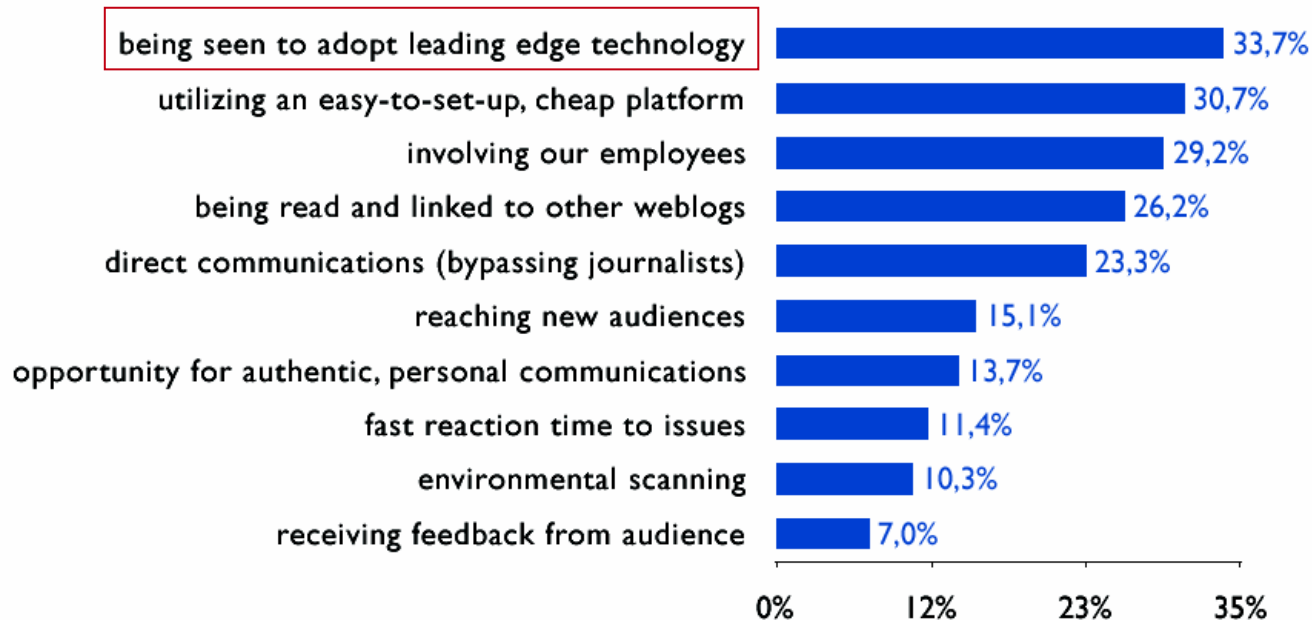 being seen to adopt leading edge technology 33,7%
utilizing an easy-to-set-up, cheap platform 30,7%
involving our employees 29,2%
being read and linked to other weblogs 26,2%
direct communications (bypassing journalists) 23,3%
reaching new audiences 15,1%
opportunity for authentic, personal communications 13,7%
fast reaction time to issues 11,4%
environmental scanning 10,3%
receiving feedback from audience 7,0%
0% 12% 23% 35%